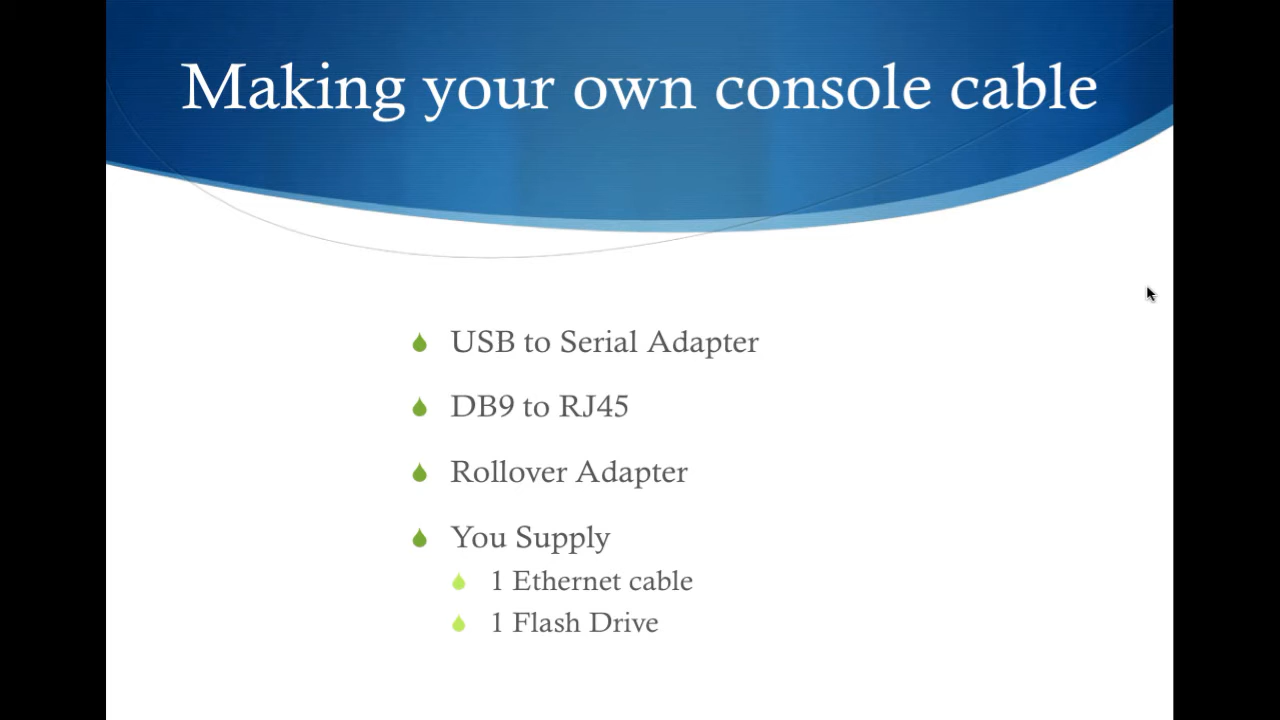 Making your own console cable
USB to Serial Adapter
DB9 to RJ45
Rollover Adapter
You Supply
1 Ethernet cable
1 Flash Drive